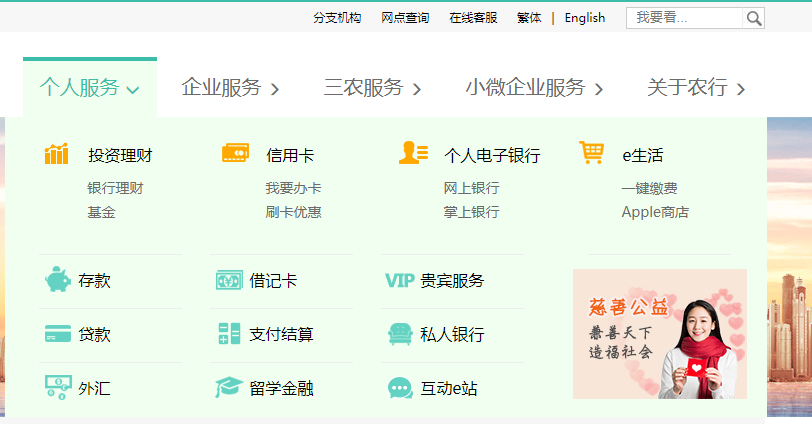 分支机构 网点查询 在线客服 繁体 | English 我要看...
个人服务 企业服务 三农服务 小微企业服务 关于农行
投资理财 信用卡 个人电子银行 e生活
银行理财 我要办卡 网上银行 一键缴费
基金 刷卡优惠 掌上银行 Apple商店
存款 借记卡 VIP 贵宾服务
贷款 支付结算 私人银行
外汇 留学金融 互动e站
慈善公益
兼善天下
造福社会